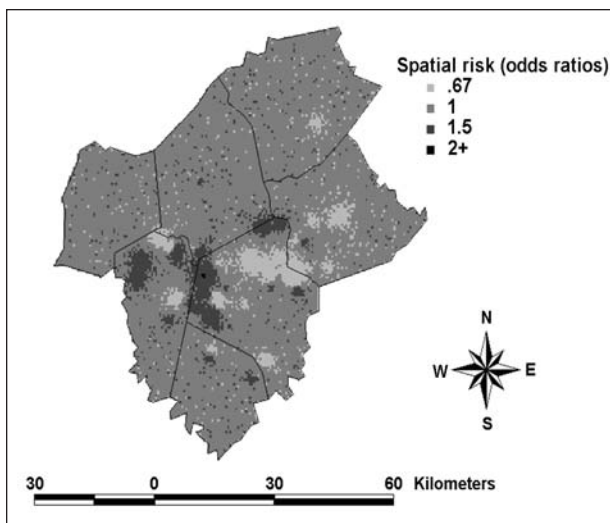 Spatial risk (odds ratios)
.67
1
1.5
2+
N
W E
S
30 0 30 60 Kilometers